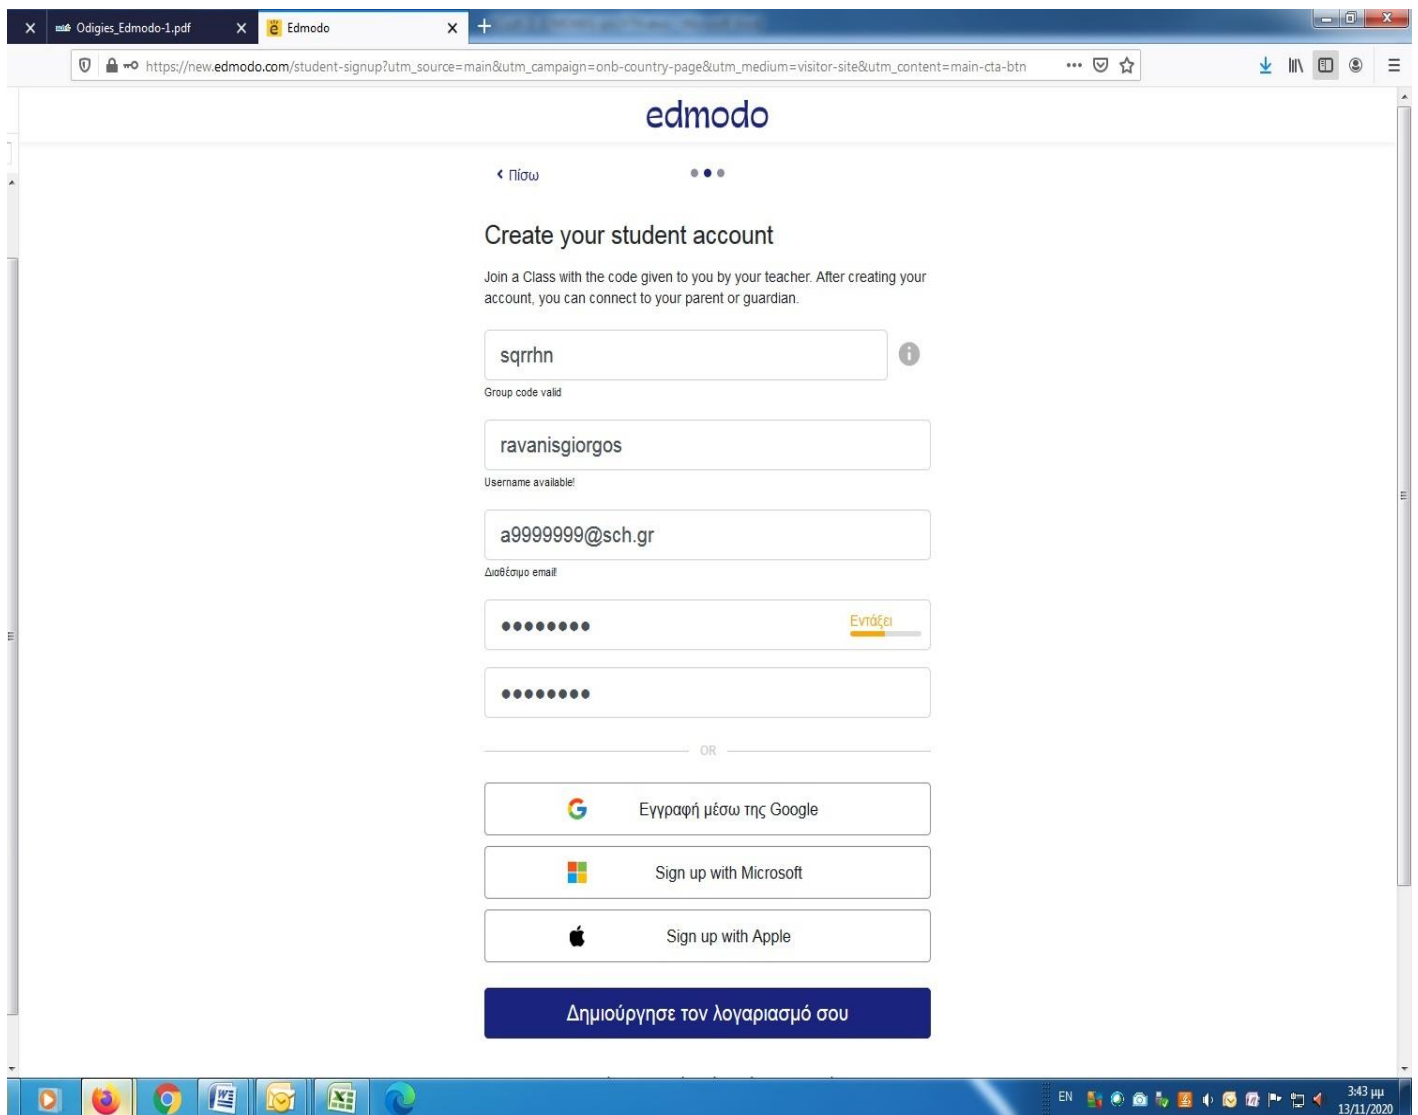 Odigies_Edmodo-1.pdf
Edmodo
https://new.edmodo.com/student-signup?utm_source=main&utm_campaign=onb-country-page&utm_medium=visitor-site&utm_content=main-cta-btn
edmodo
Πίσω
Create your student account
Join a Class with the code given to you by your teacher. After creating your
account, you can connect to your parent or guardian.
sqrrhn
Group code valid
ravanisgiorgos
Username available!
a9999999@sch.gr
Διαθέσιμο email!
Εντάξει
OR
Εγγραφή μέσω της Google
Sign up with Microsoft
Sign up with Apple
Δημιούργησε τον λογαριασμό σου
EN
3:43 μμ
13/11/2020